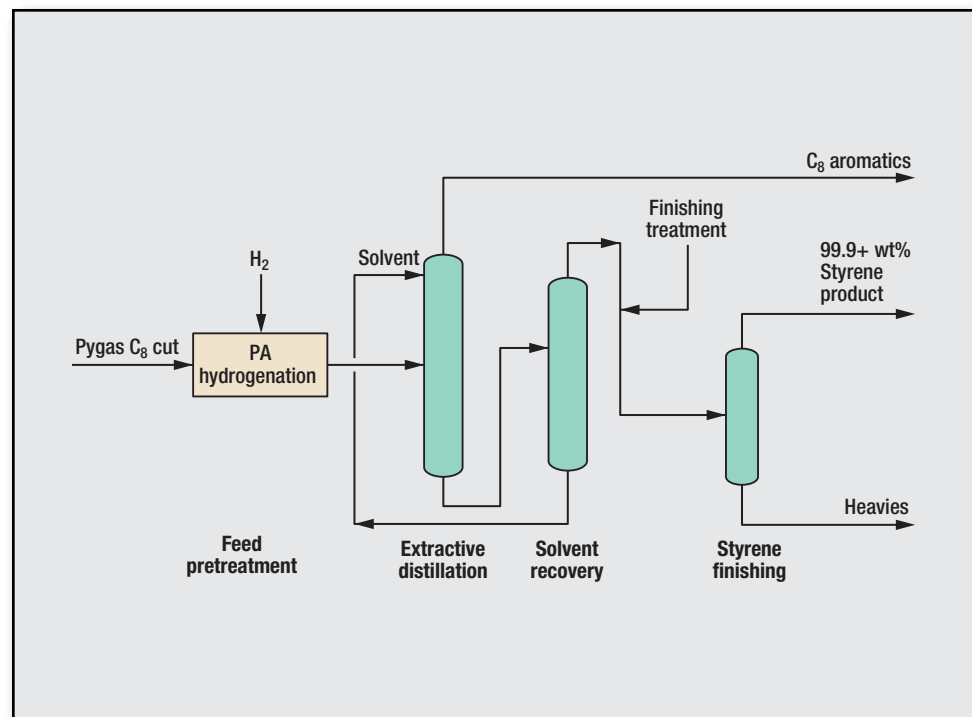 C₈ aromatics
Finishing
treatment
99.9+ wt%
Styrene
product
Solvent
H₂
Pygas C₈ cut
PA
hydrogenation
Heavies
Feed
pretreatment
Extractive
distillation
Solvent
recovery
Styrene
finishing